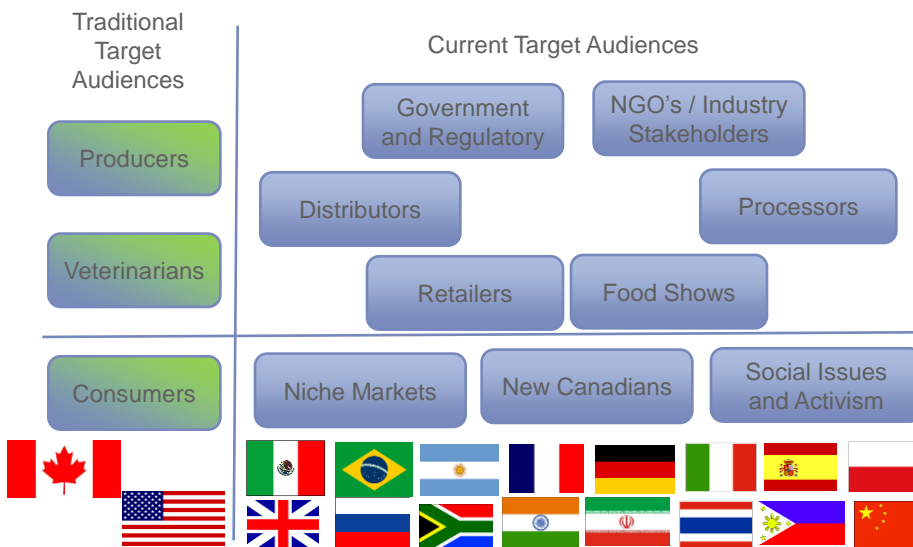 Traditional
Target
Audiences
Current Target Audiences
Producers
Veterinarians
Consumers
Government
and Regulatory
NGO's / Industry
Stakeholders
Distributors
Processors
Retailers
Food Shows
Niche Markets
New Canadians
Social Issues
and Activism